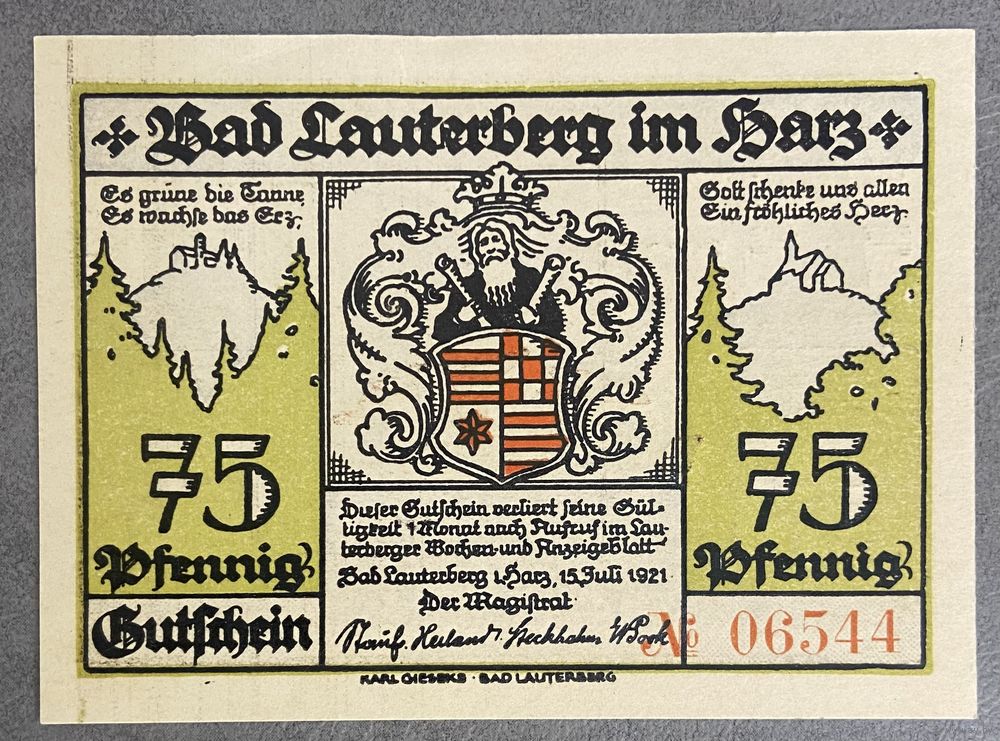 Bad Lauterberg im Harz
Es grüne die Tanne
Es wachse das Erz,
Gott schenke uns allen
Ein fröhliches Herz.
75
Pfennig
75
Pfennig
Dieser Gutschein verliert seine Gül-
tigkeit 1 Monat nach Aufruf im Lau-
terberger Wochen- und Anzeigeblatt
Bad Lauterberg i. Harz, 15. Juli 1921
Der Magistrat
Gutschein
№ 06544
KARL GIESEKE · BAD LAUTERBERG